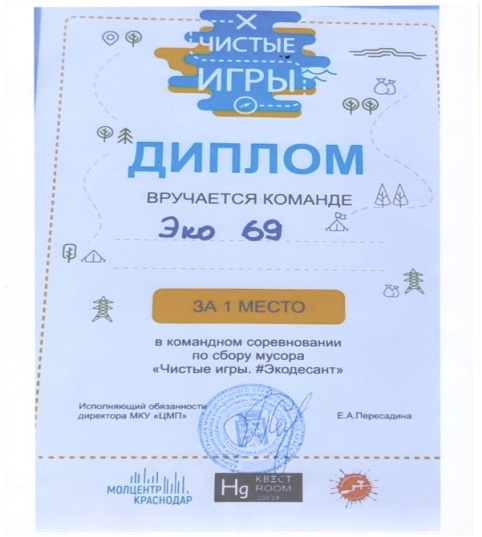 ЧИСТЫЕ
ИГРЫ
ДИПЛОМ
ВРУЧАЕТСЯ КОМАНДЕ
Эко 69
ЗА 1 МЕСТО
в командном соревновании
по сбору мусора
«Чистые игры. #Экодесант»
Исполняющий обязанности
директора МКУ «ЦМП»
Е.А.Пересадина
МОЛЦЕНТР
КРАСНОДАР
Hg
КВЕСТ
ROOM